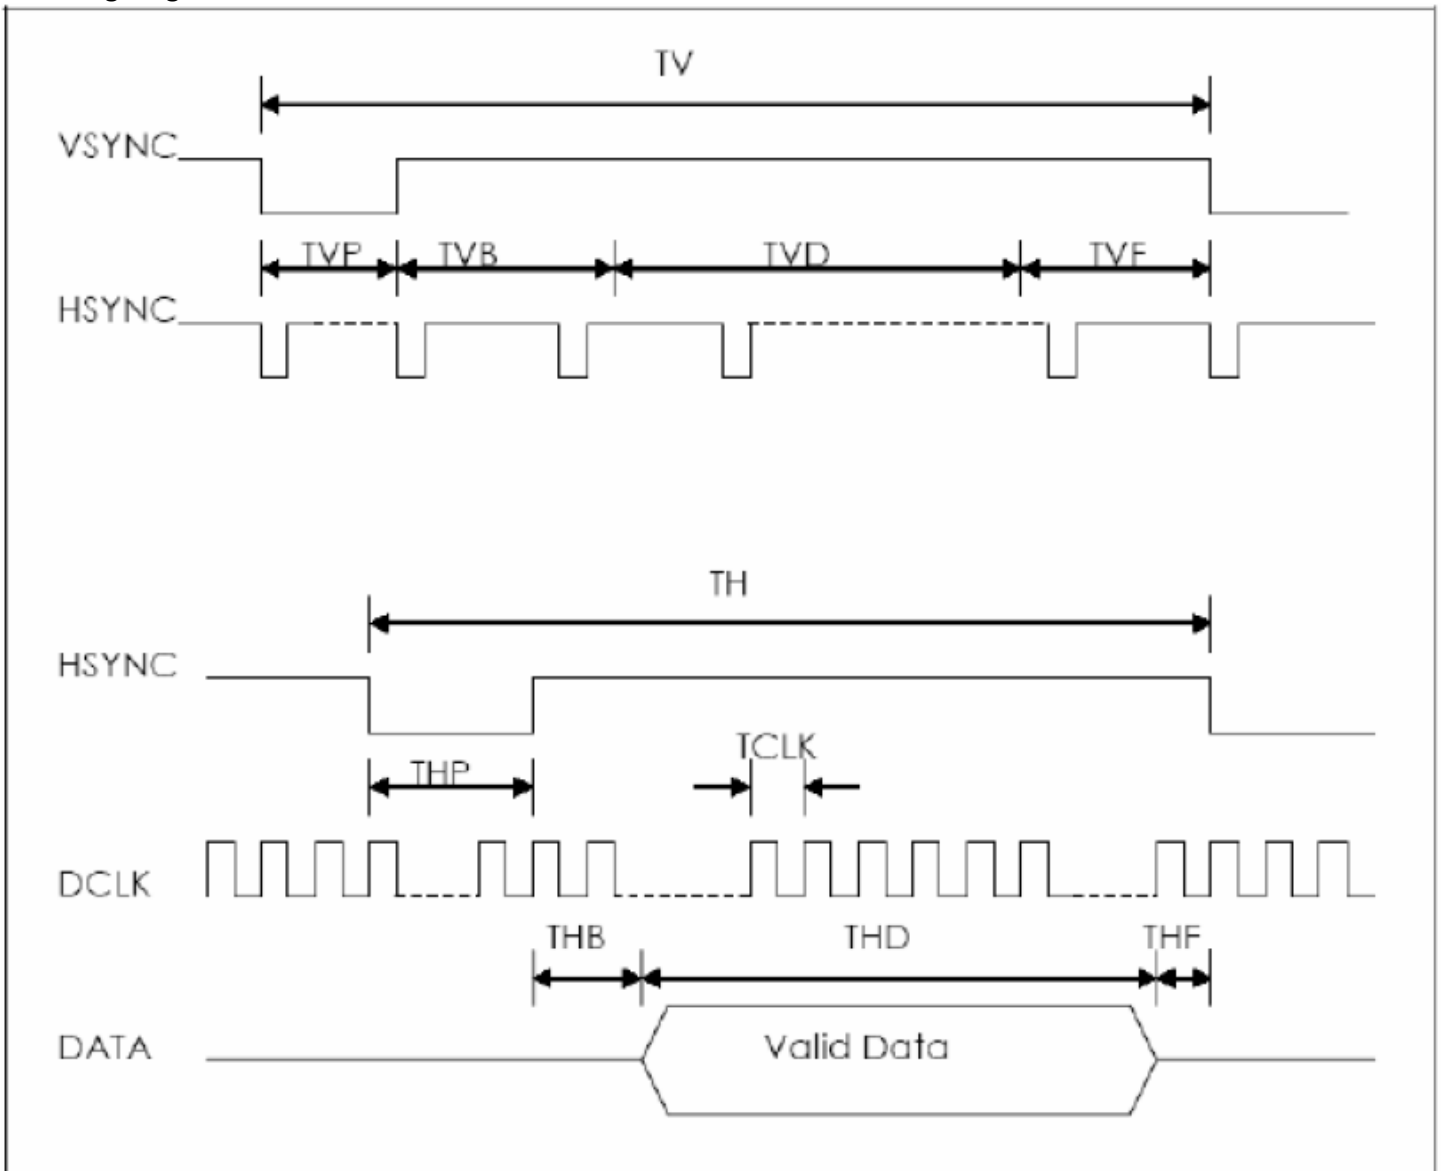 TV
VSYNC
TVP TVB TVD TVF
HSYNC
TH
HSYNC
TCLK
THP
DCLK
THB THD THF
DATA Valid Data